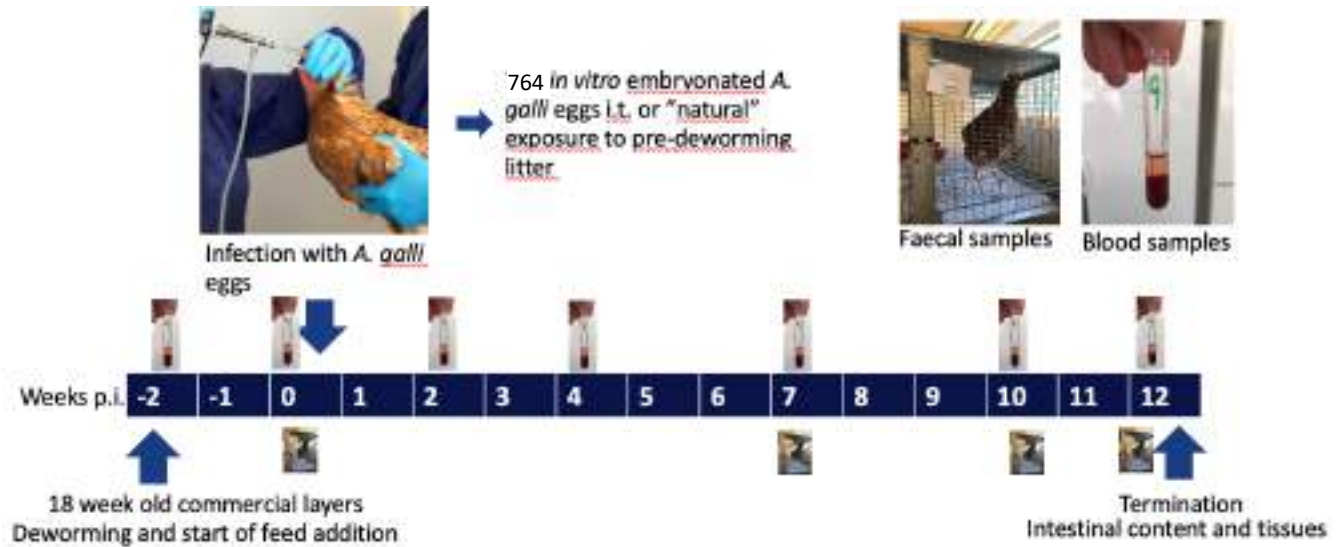 764 in vitro embryonated A.
galli eggs i.t. or "natural"
exposure to pre-deworming
litter
Infection with A. galli
eggs
Faecal samples
Blood samples
9
Weeks p.i. -2 -1 0 1 2 3 4 5 6 7 8 9 10 11 12
18 week old commercial layers
Deworming and start of feed addition
Termination
Intestinal content and tissues